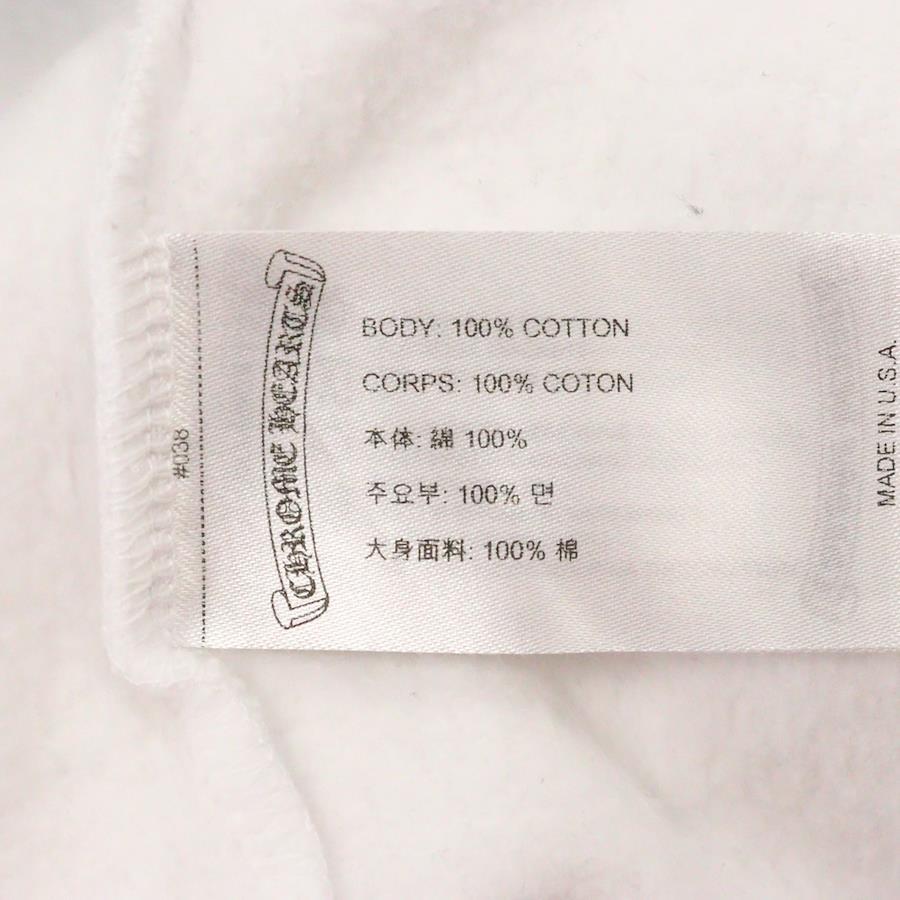 #038
CHROME HEARTS
BODY: 100% COTTON
CORPS: 100% COTON
本体: 綿 100%
주요부: 100% 면
大身面料: 100% 棉
MADE IN U.S.A.